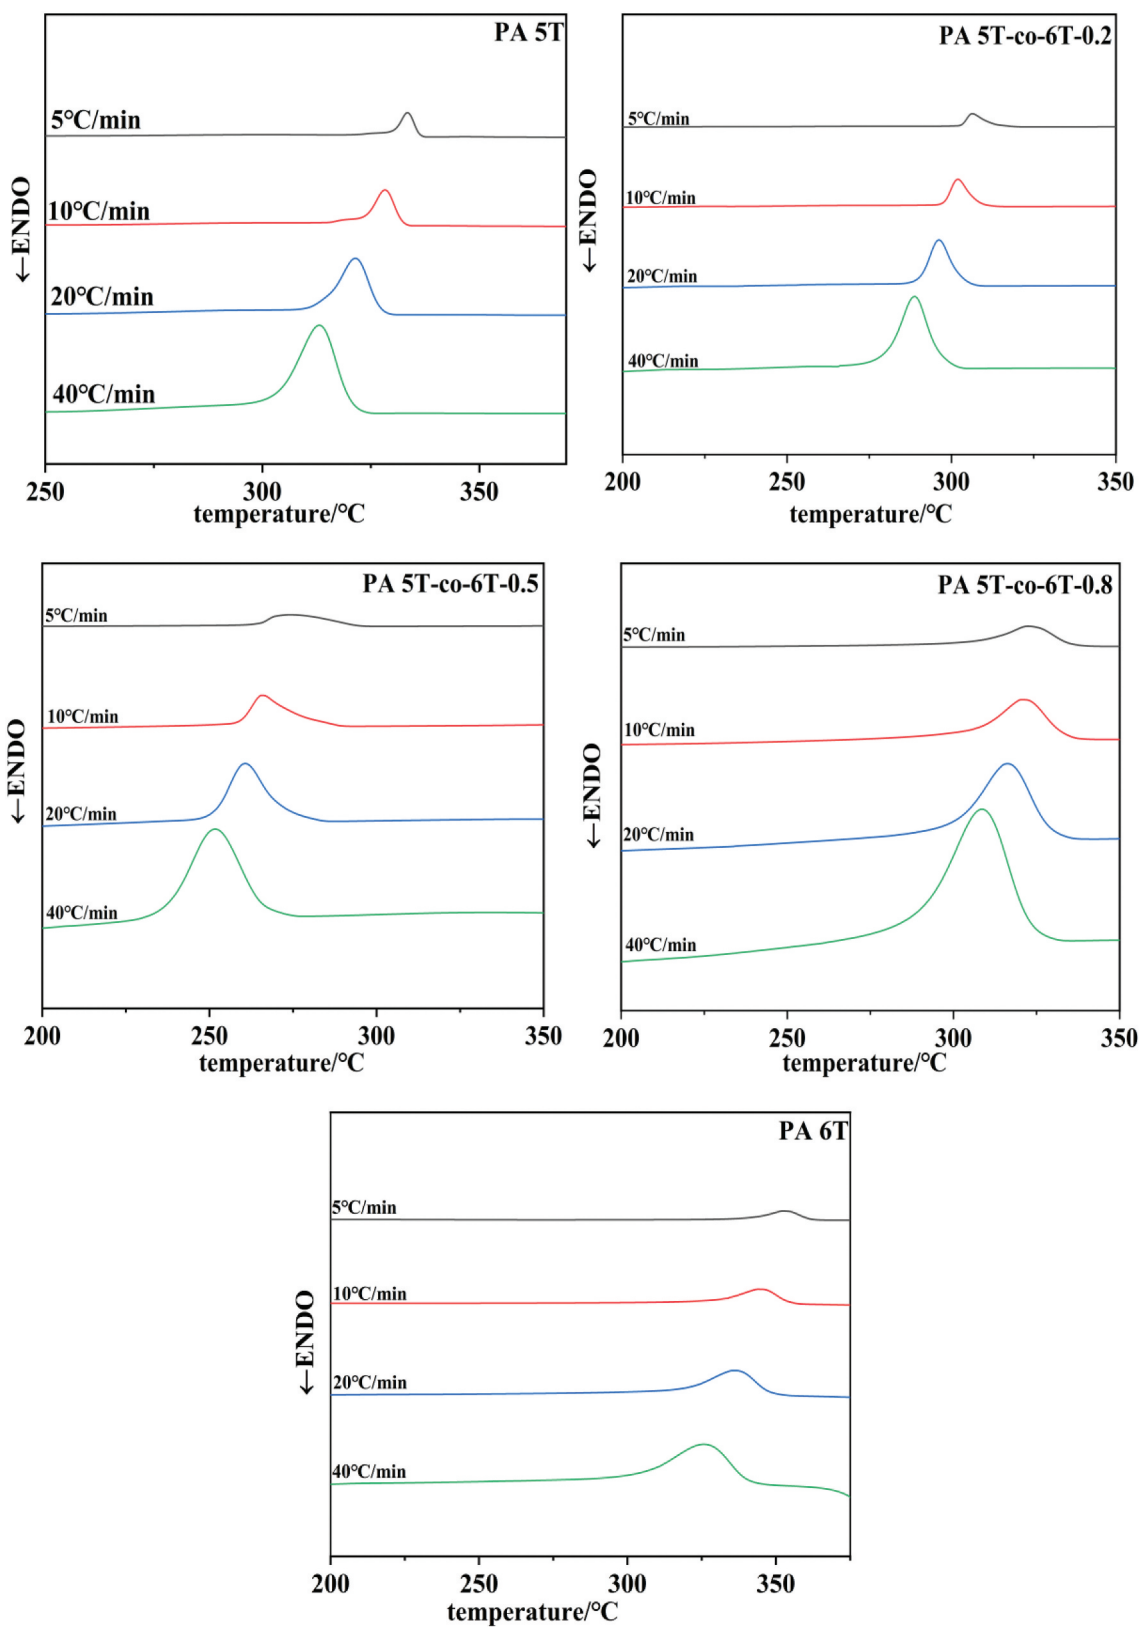 PA 5T
5℃/min
10℃/min
20℃/min
40℃/min
←ENDO
250
300
350
temperature/℃
PA 5T-co-6T-0.2
5℃/min
10℃/min
20℃/min
40℃/min
←ENDO
200
250
300
350
temperature/℃
PA 5T-co-6T-0.5
5℃/min
10℃/min
20℃/min
40℃/min
←ENDO
200
250
300
350
temperature/℃
PA 5T-co-6T-0.8
5℃/min
10℃/min
20℃/min
40℃/min
←ENDO
200
250
300
350
temperature/℃
PA 6T
5℃/min
10℃/min
20℃/min
40℃/min
←ENDO
200
250
300
350
temperature/℃